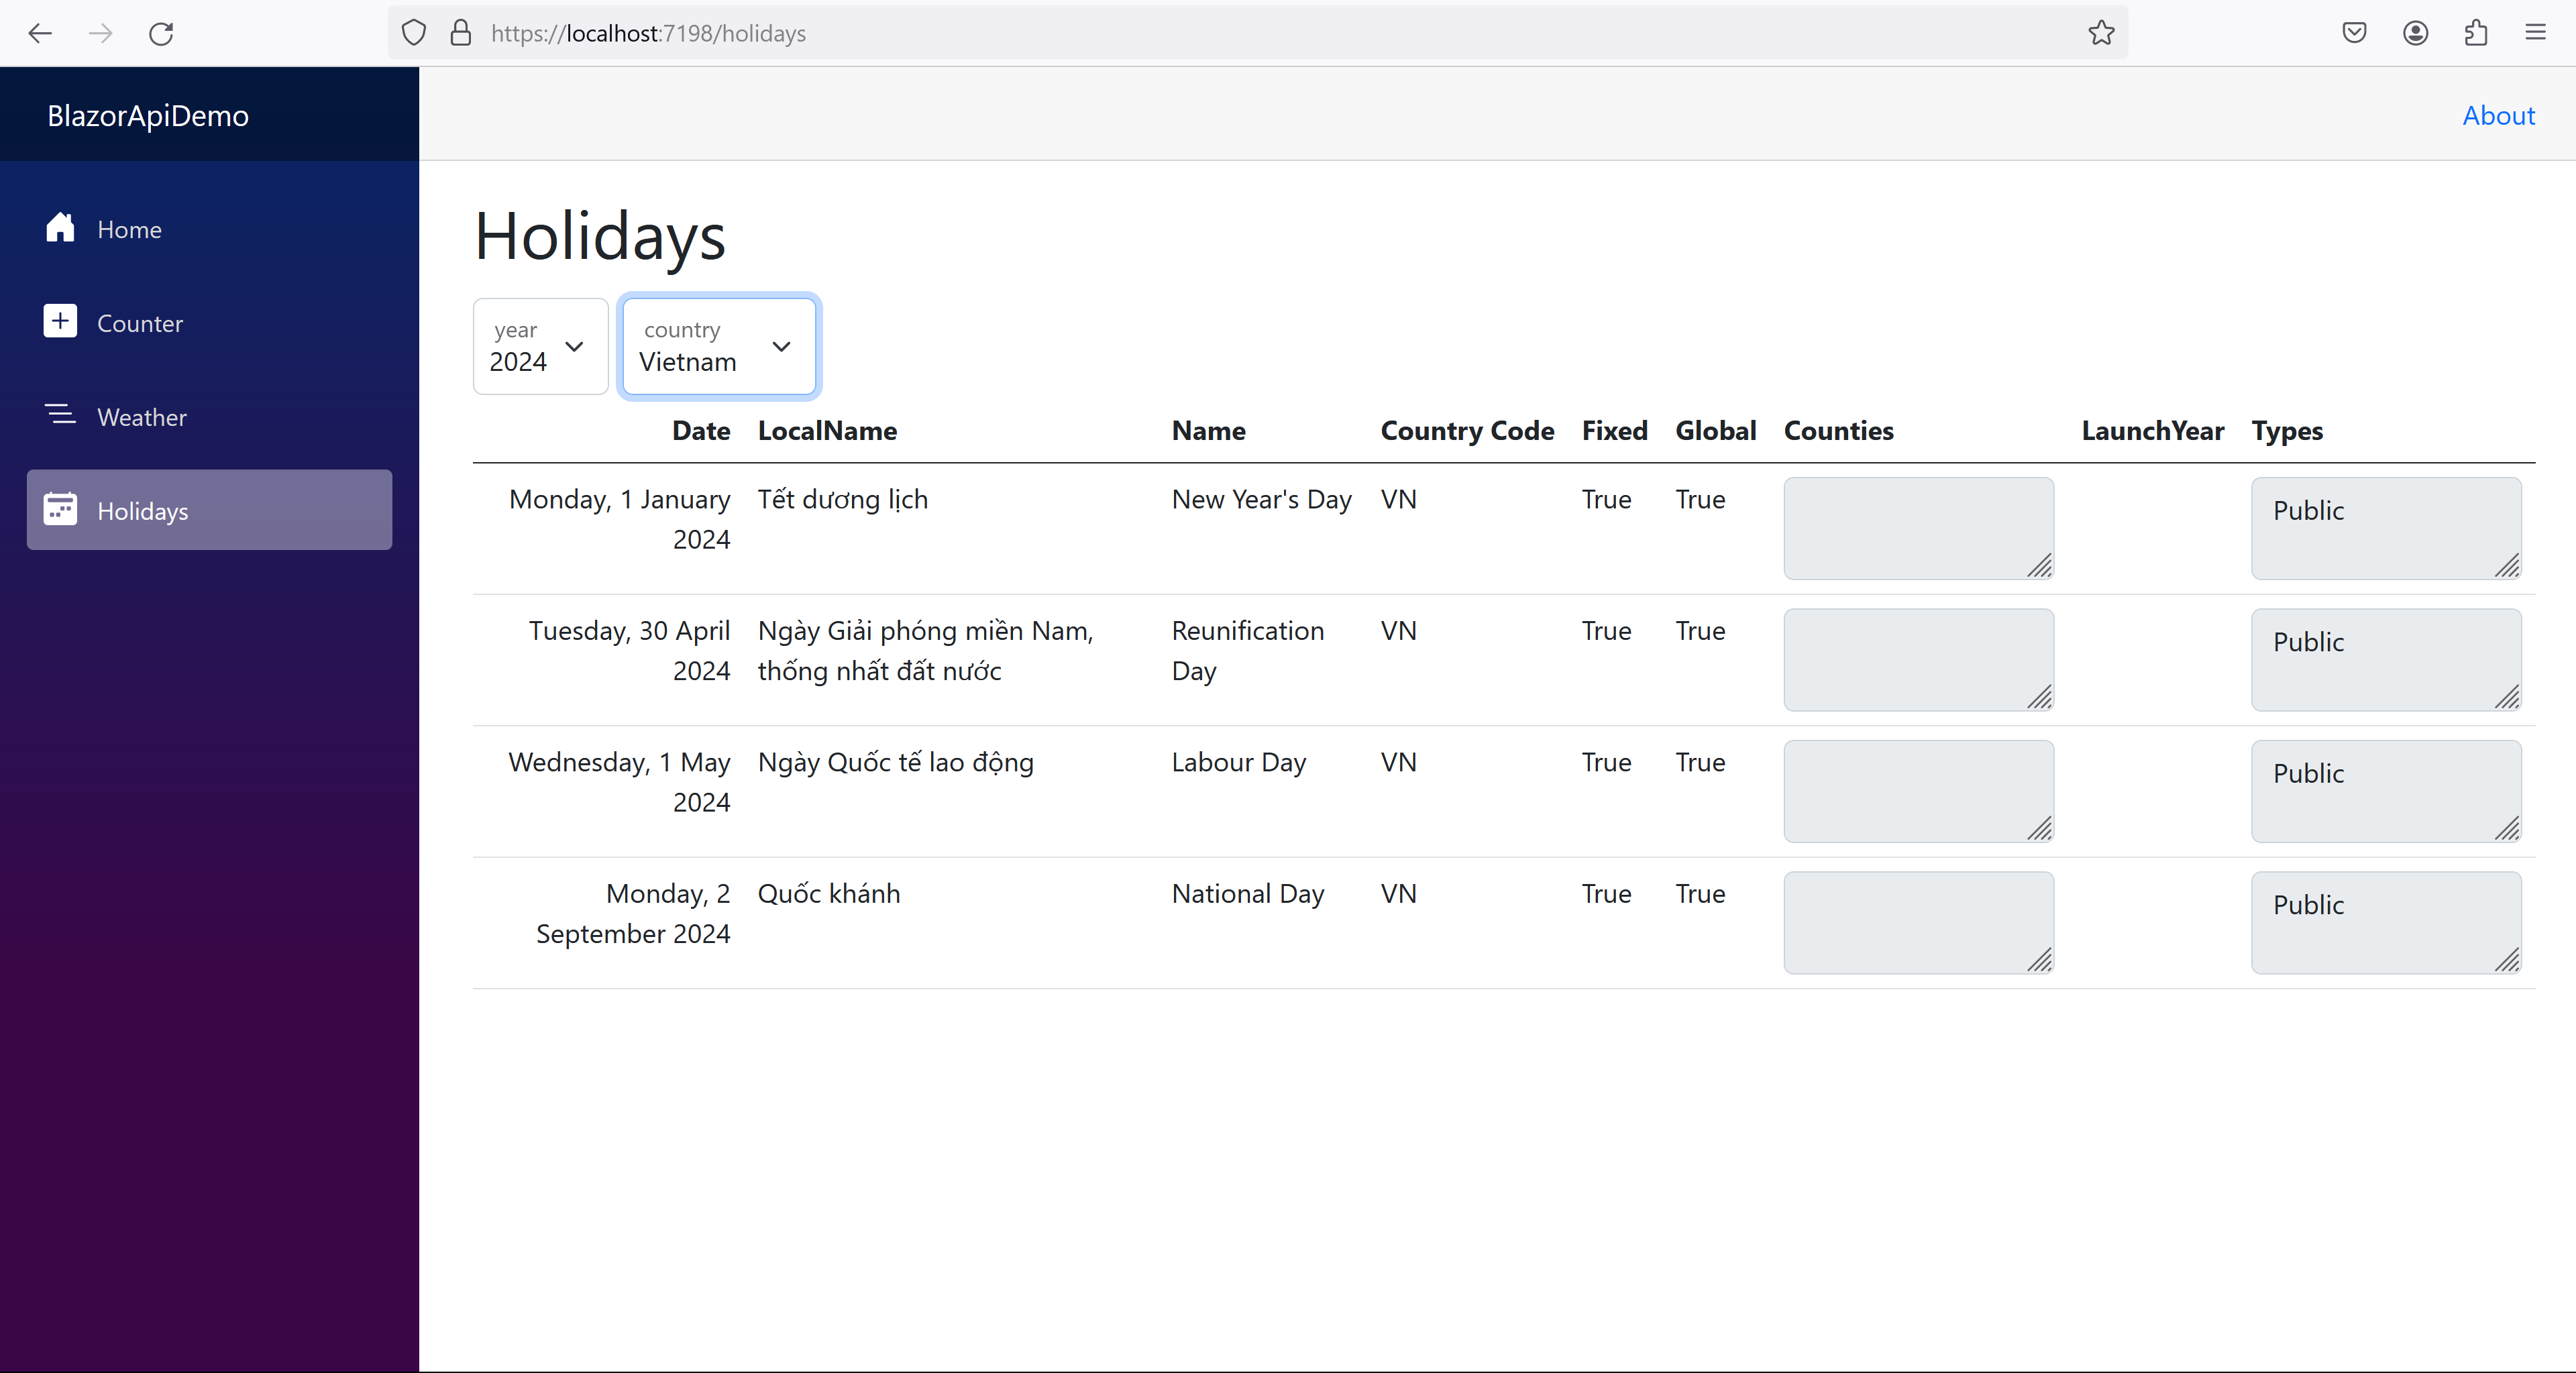 https://localhost:7198/holidays
BlazorApiDemo
About
Home
Counter
Weather
Holidays
Holidays
year
2024
country
Vietnam
Date LocalName Name Country Code Fixed Global Counties LaunchYear Types
Monday, 1 January Tết dương lịch New Year's Day VN True True Public
2024
Tuesday, 30 April Ngày Giải phóng miền Nam, Reunification VN True True Public
2024 thống nhất đất nước Day
Wednesday, 1 May Ngày Quốc tế lao động Labour Day VN True True Public
2024
Monday, 2 Quốc khánh National Day VN True True Public
September 2024